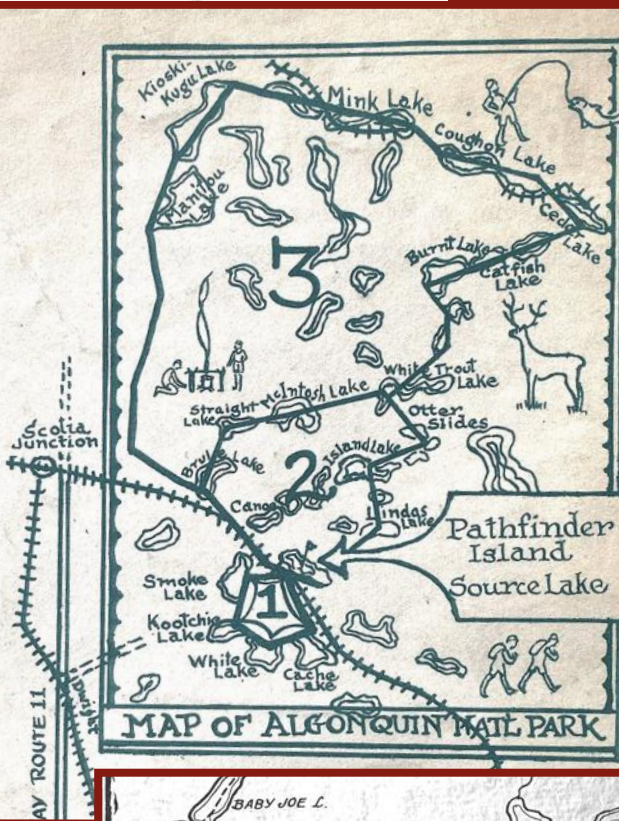 Kioski-
Kugu Lake
Mink Lake
Coughon Lake
Manitou
Lake
Cedar
Lake
Burnt Lake
Catfish
Lake
3
White Trout
Lake
McIntosh Lake
Straight
Lake
Otter
Slides
Scotia
Junction
Brule Lake
2
Island Lake
Canoe
Lindas
Lake
Pathfinder
Island
Source Lake
Smoke
Lake
1
Kootchie
Lake
White
Lake
Cache
Lake
Dwight
AY ROUTE 11
MAP OF ALGONQUIN NAT'L PARK
BABY JOE L.